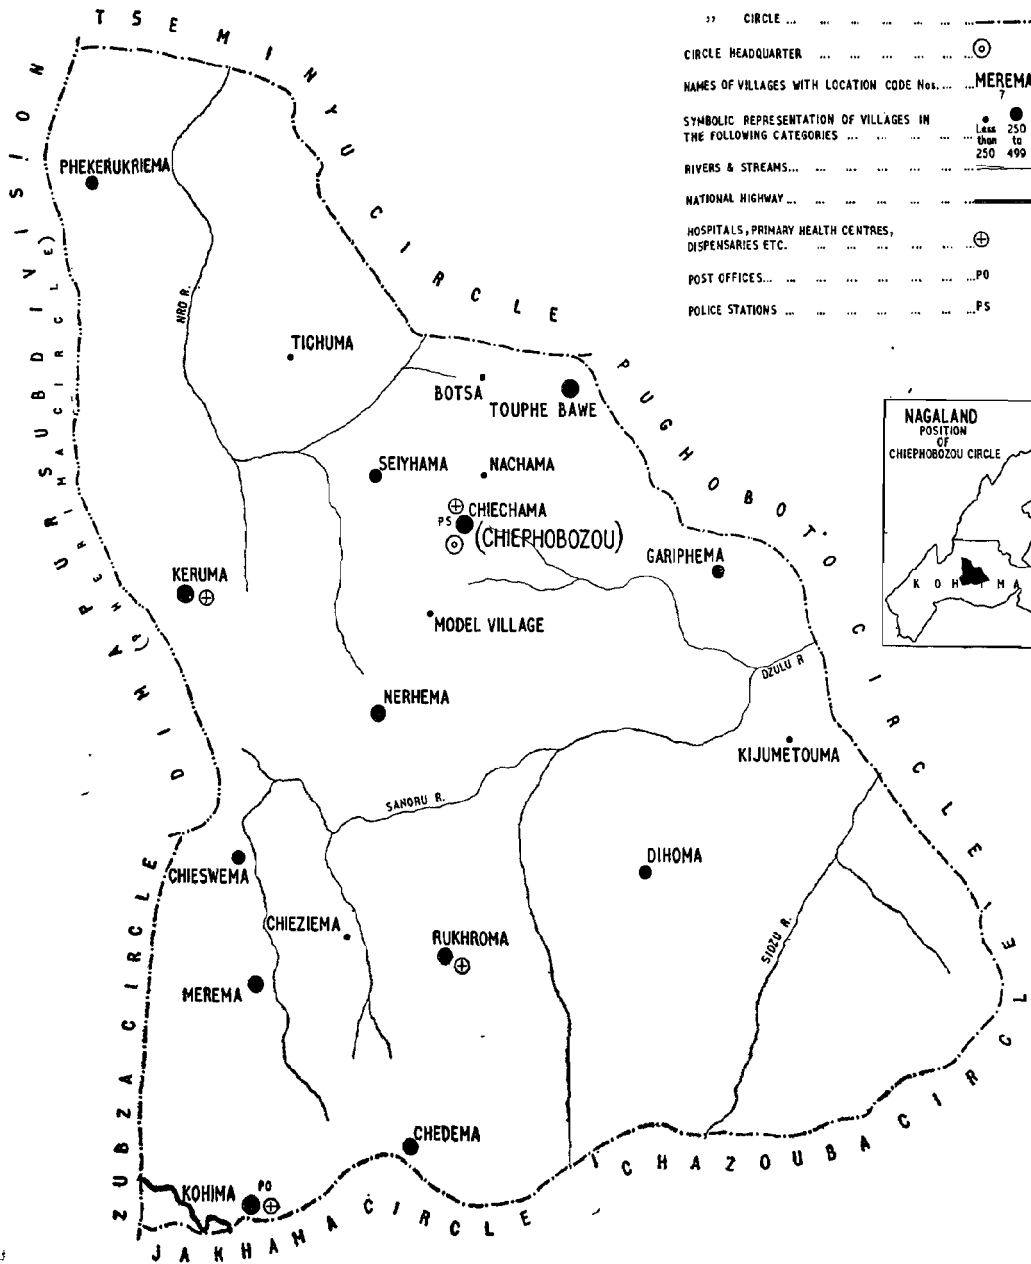 TSEMINYU CIRCLE
PUGHOBOTO CIRCLE
CHAZOUBA CIRCLE
JAKHAMA CIRCLE
ZUBZA CIRCLE
DIMAPUR SUBDIVISION
(PHERIMA CIRCLE)
,, CIRCLE ... ... ... ... ... ...
CIRCLE HEADQUARTER ... ... ... ... ...
NAMES OF VILLAGES WITH LOCATION CODE Nos. ... ... MEREMA
7
SYMBOLIC REPRESENTATION OF VILLAGES IN
THE FOLLOWING CATEGORIES ... ... ... ...
Less than 250
250 to 499
RIVERS & STREAMS... ... ... ... ... ...
NATIONAL HIGHWAY ... ... ... ... ... ...
HOSPITALS, PRIMARY HEALTH CENTRES,
DISPENSARIES ETC. ... ... ... ... ...
POST OFFICES... ... ... ... ... ... ... PO
POLICE STATIONS ... ... ... ... ... ... PS
NAGALAND
POSITION
OF
CHIEPHOBOZOU CIRCLE
KOHIMA
PHEKERUKRIEMA
NRO R.
TICHUMA
BOTSA
TOUPHE BAWE
SEIYHAMA
NACHAMA
CHIECHAMA
PS
(CHIEPHOBOZOU)
GARIPHEMA
KERUMA
MODEL VILLAGE
DZULU R
NERHEMA
KIJUMETOUMA
SANORU R.
CHIESWEMA
DIHOMA
CHIEZIEMA
RUKHROMA
SIDZU R.
MEREMA
CHEDEMA
KOHIMA
PO